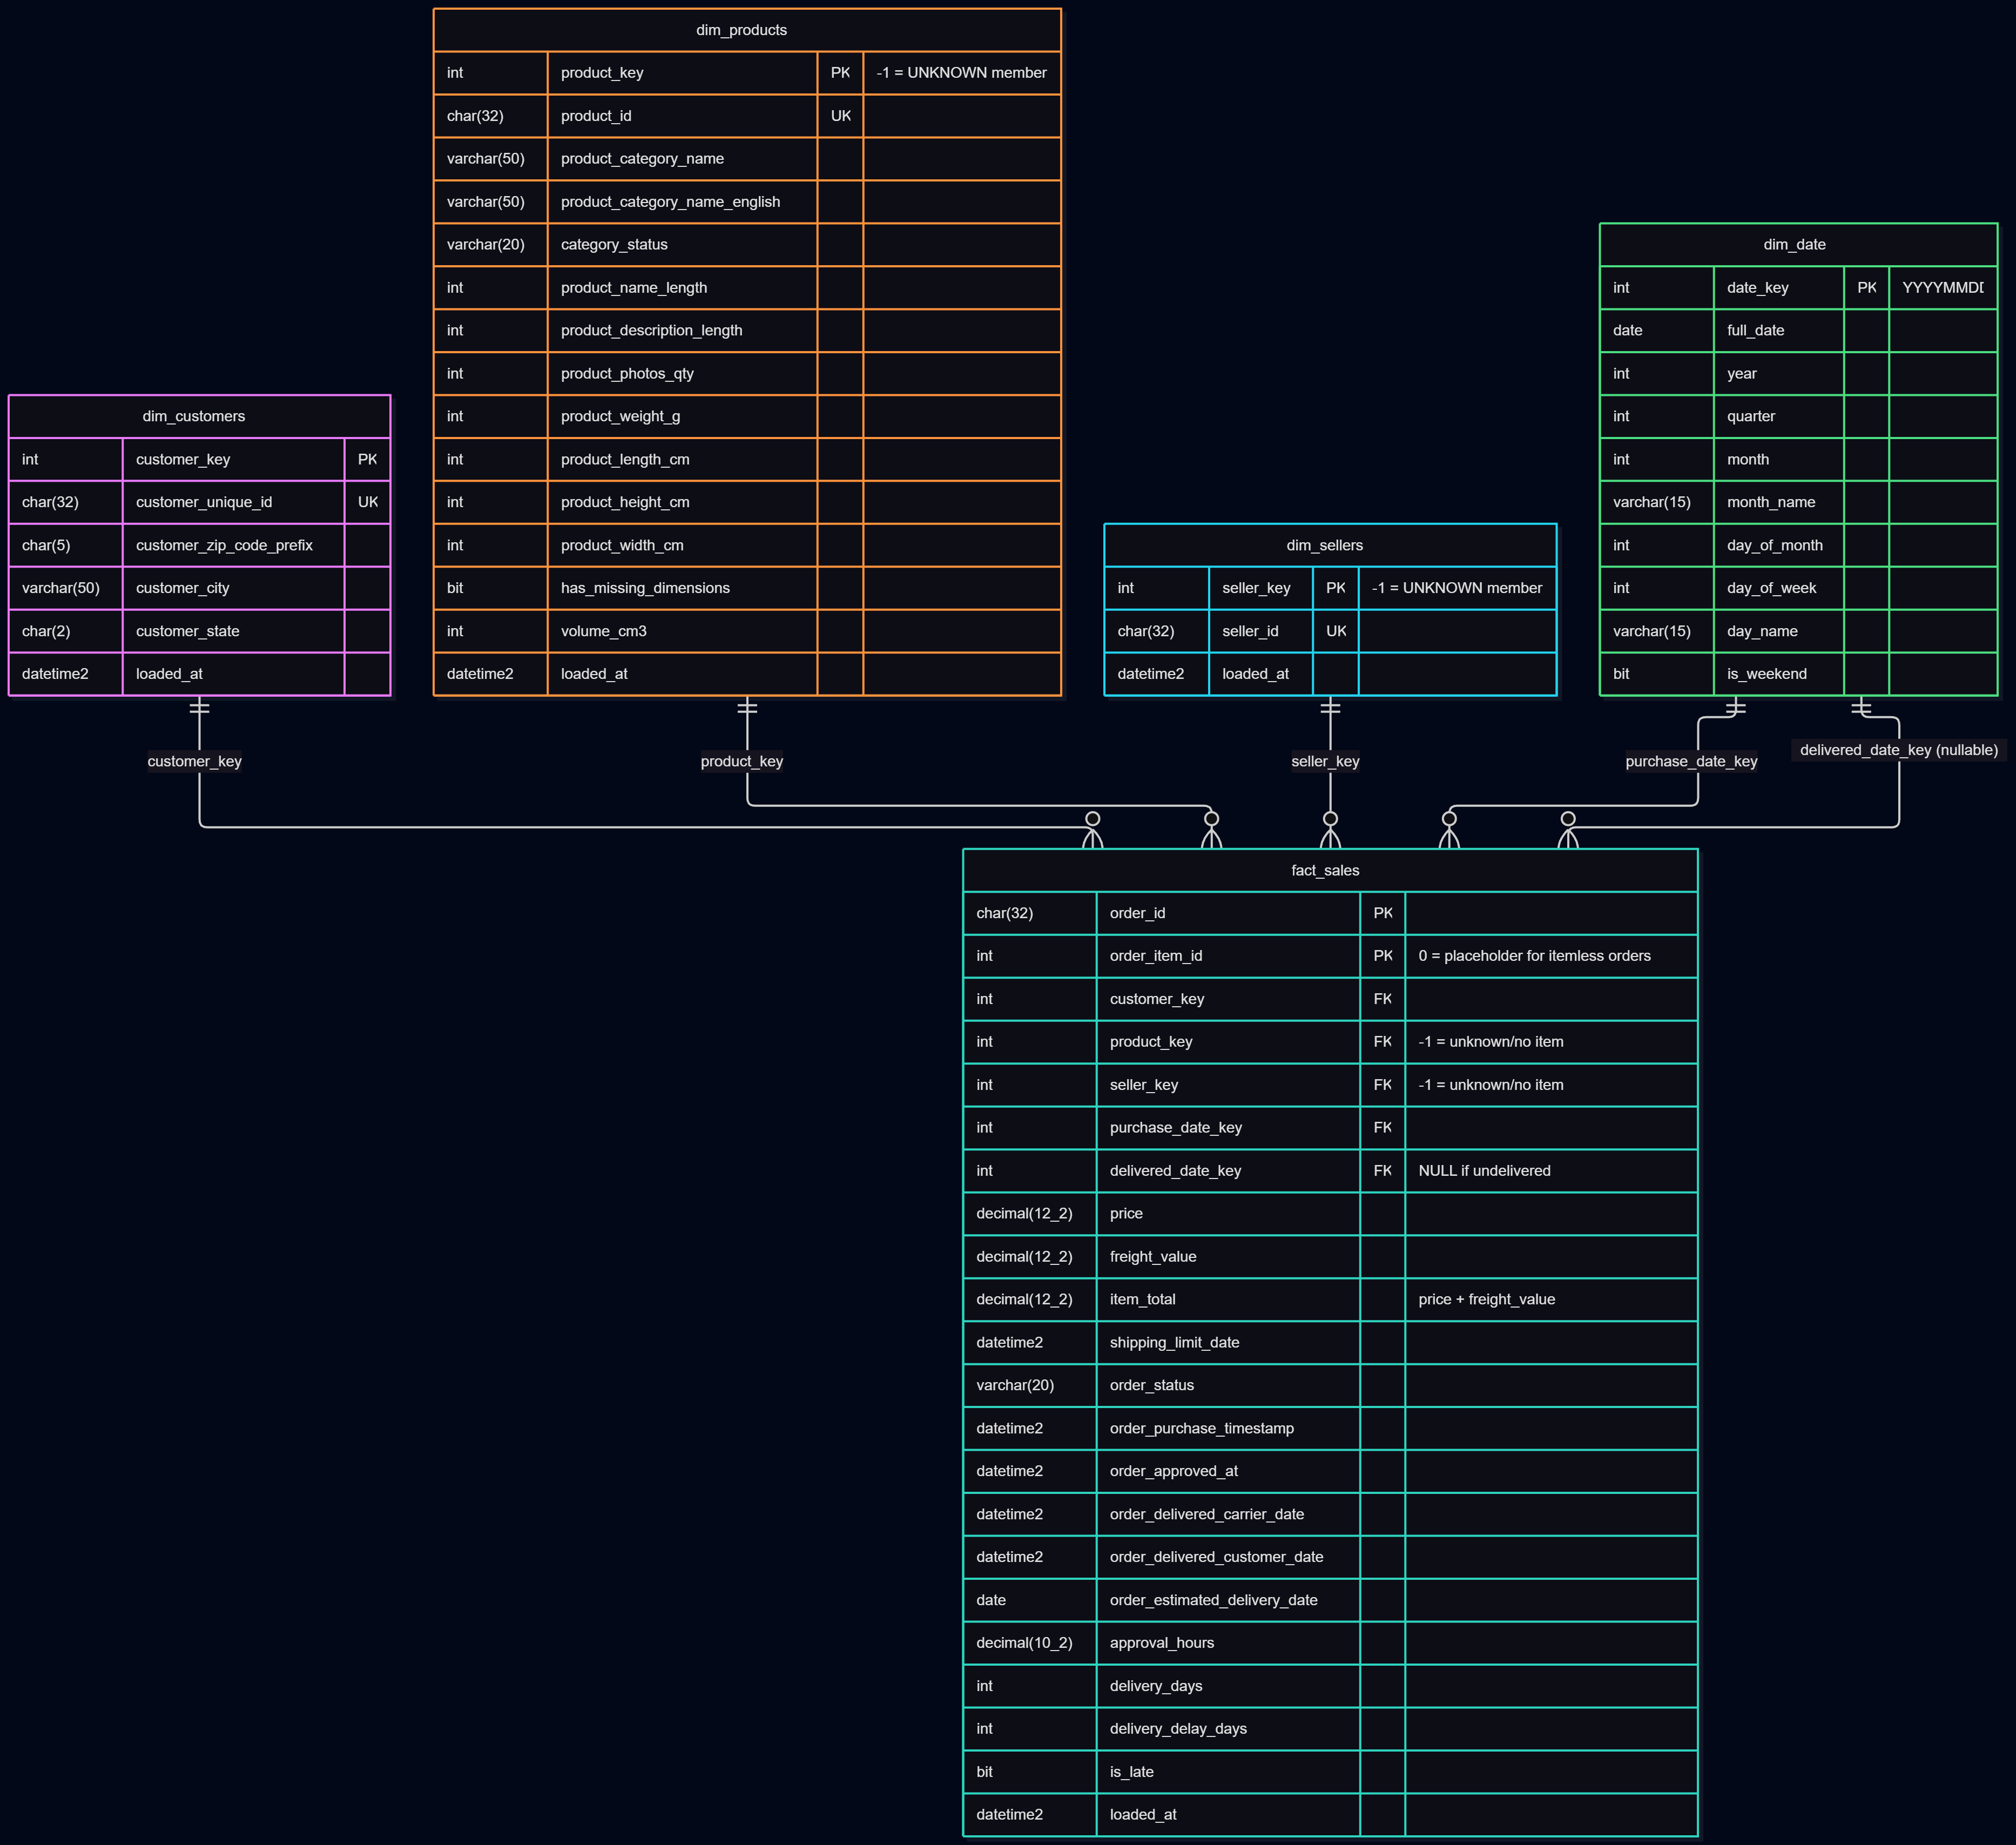 dim_products
int product_key PK -1 = UNKNOWN member
char(32) product_id UK
varchar(50) product_category_name
varchar(50) product_category_name_english
varchar(20) category_status
int product_name_length
int product_description_length
int product_photos_qty
int product_weight_g
int product_length_cm
int product_height_cm
int product_width_cm
bit has_missing_dimensions
int volume_cm3
datetime2 loaded_at
dim_date
int date_key PK YYYYMMDD
date full_date
int year
int quarter
int month
varchar(15) month_name
int day_of_month
int day_of_week
varchar(15) day_name
bit is_weekend
dim_customers
int customer_key PK
char(32) customer_unique_id UK
char(5) customer_zip_code_prefix
varchar(50) customer_city
char(2) customer_state
datetime2 loaded_at
dim_sellers
int seller_key PK -1 = UNKNOWN member
char(32) seller_id UK
datetime2 loaded_at
customer_key
product_key
seller_key
purchase_date_key
delivered_date_key (nullable)
fact_sales
char(32) order_id PK
int order_item_id PK 0 = placeholder for itemless orders
int customer_key FK
int product_key FK -1 = unknown/no item
int seller_key FK -1 = unknown/no item
int purchase_date_key FK
int delivered_date_key FK NULL if undelivered
decimal(12_2) price
decimal(12_2) freight_value
decimal(12_2) item_total price + freight_value
datetime2 shipping_limit_date
varchar(20) order_status
datetime2 order_purchase_timestamp
datetime2 order_approved_at
datetime2 order_delivered_carrier_date
datetime2 order_delivered_customer_date
date order_estimated_delivery_date
decimal(10_2) approval_hours
int delivery_days
int delivery_delay_days
bit is_late
datetime2 loaded_at